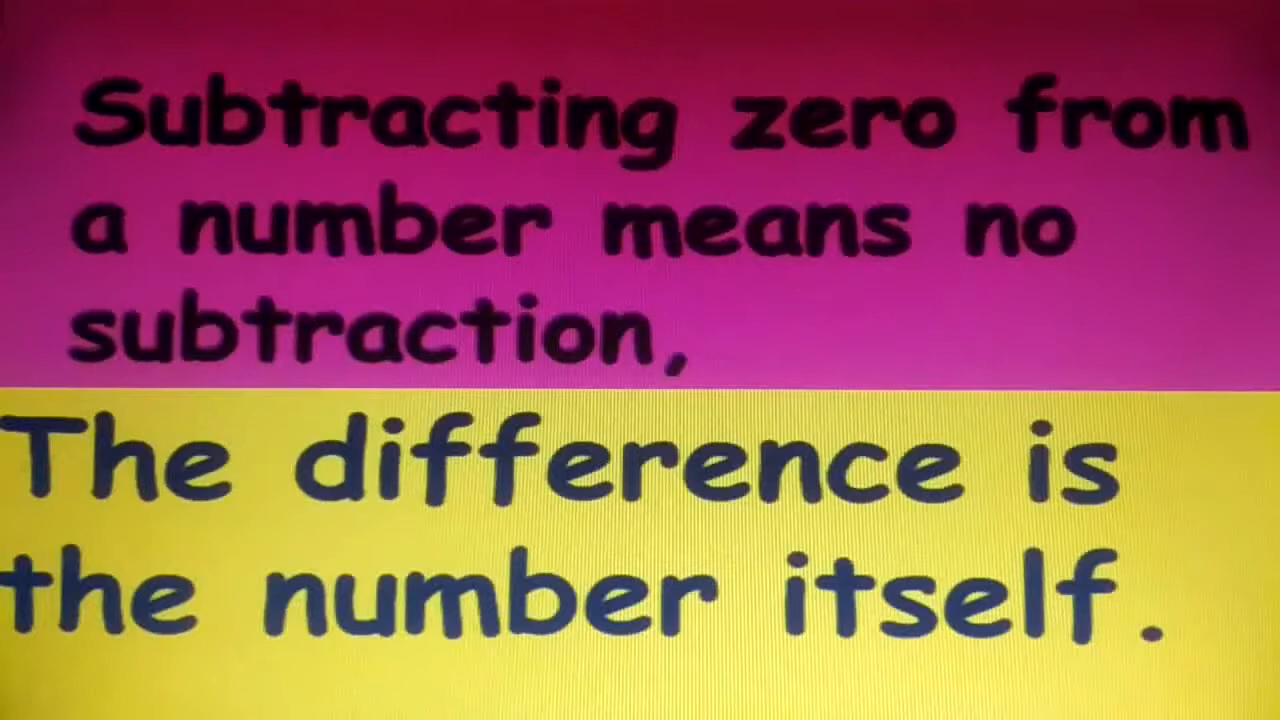 Subtracting zero from
a number means no
subtraction,
The difference is
the number itself.